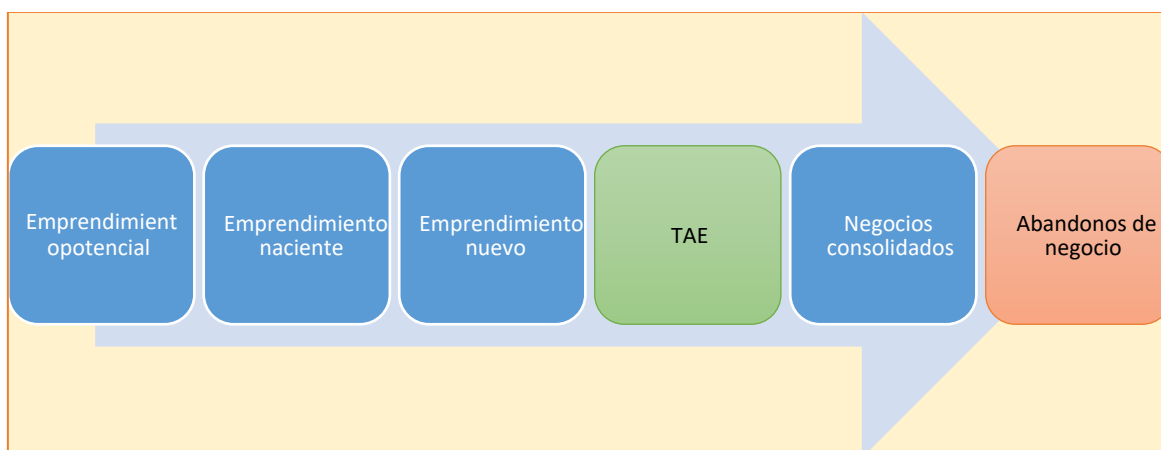 Emprendimient
opotencial
Emprendimiento
naciente
Emprendimiento
nuevo
TAE
Negocios
consolidados
Abandonos de
negocio